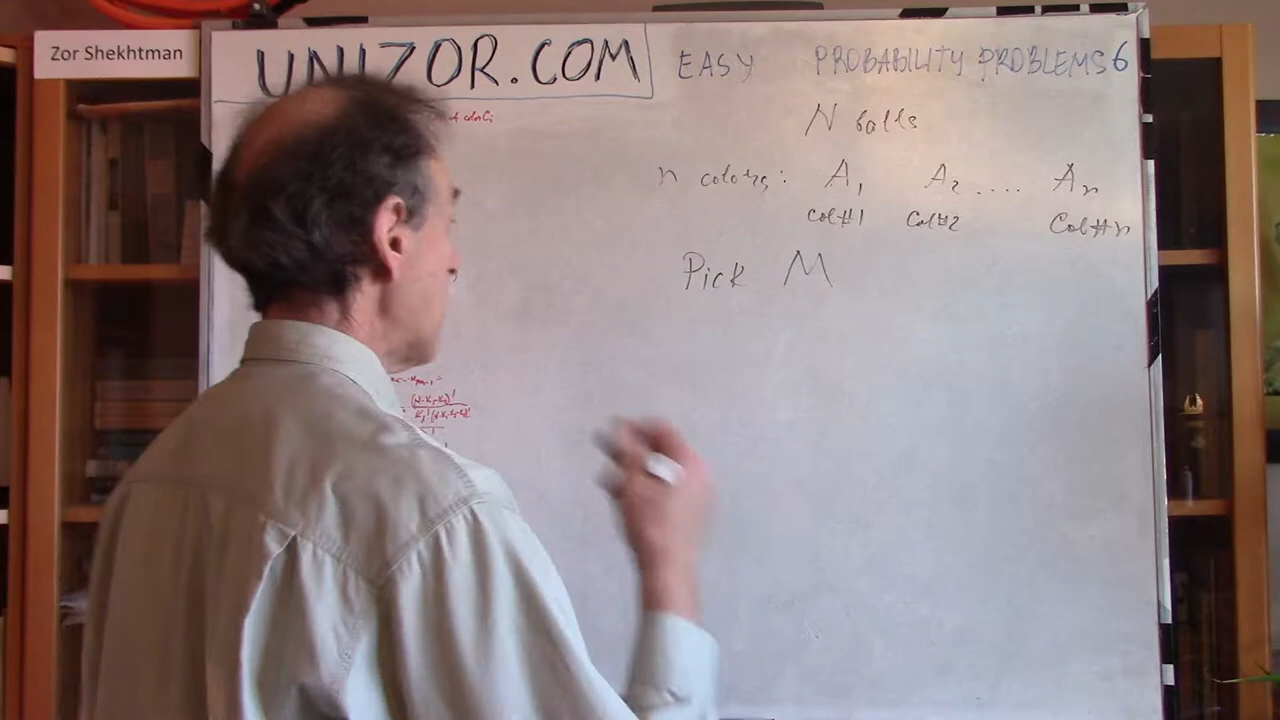 Zor Shekhtman
UNIZOR.COM
EASY PROBABILITY PROBLEMS 6
N balls
n colors: A₁ A₂ .... Aₙ
Col#1 Col#2 Col#n
Pick M